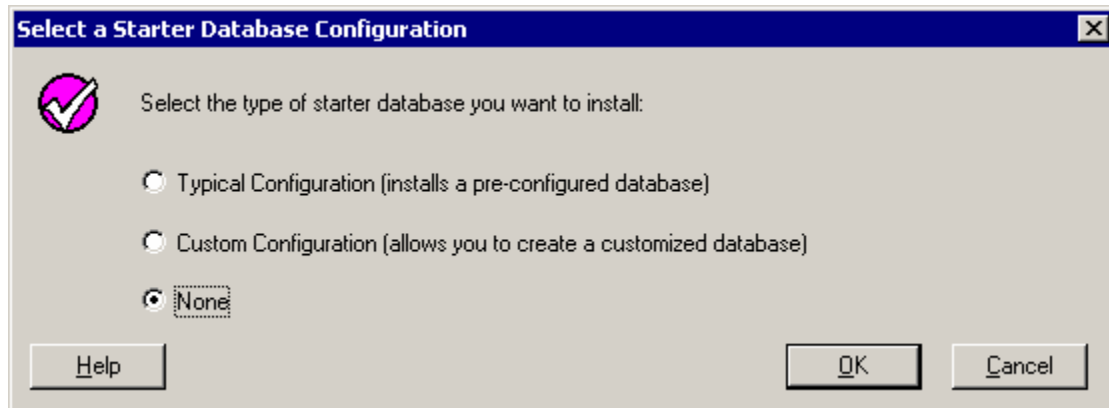 Select a Starter Database Configuration
Select the type of starter database you want to install:
Typical Configuration (installs a pre-configured database)
Custom Configuration (allows you to create a customized database)
None
Help OK Cancel